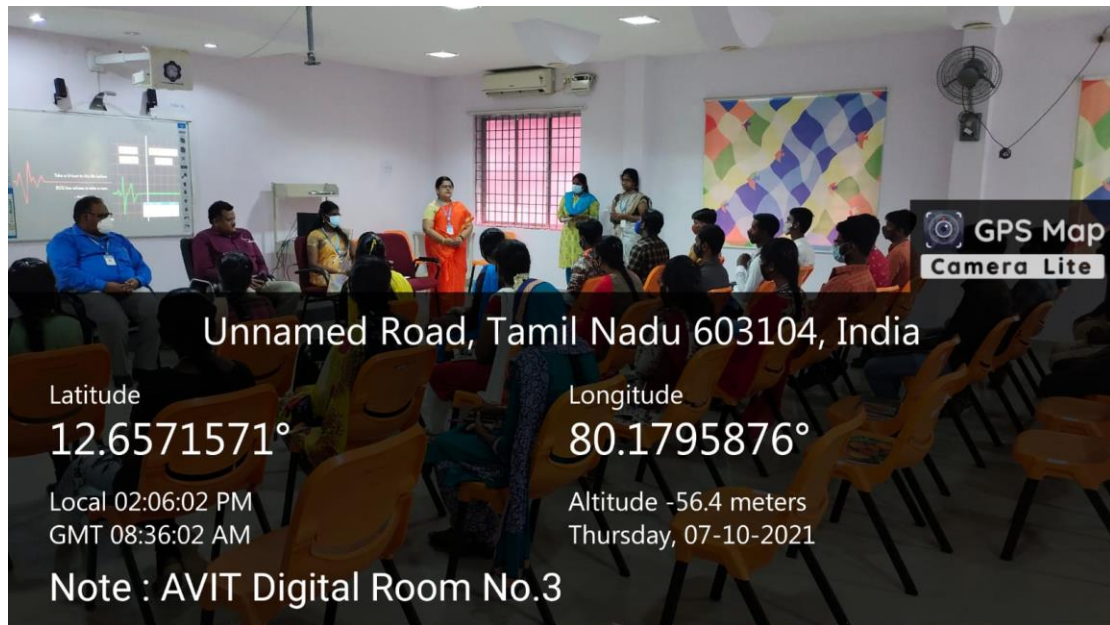 GPS Map
Camera Lite
Unnamed Road, Tamil Nadu 603104, India
Latitude
12.6571571°
Longitude
80.1795876°
Local 02:06:02 PM
GMT 08:36:02 AM
Altitude -56.4 meters
Thursday, 07-10-2021
Note : AVIT Digital Room No.3